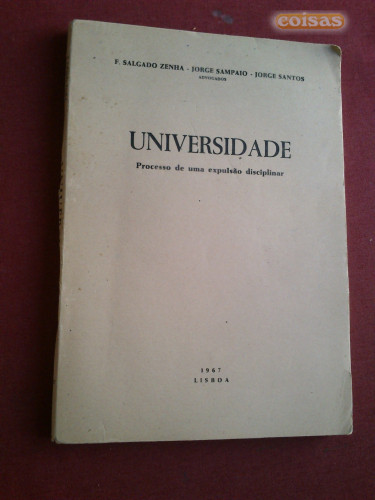 coisas
F. SALGADO ZENHA - JORGE SAMPAIO - JORGE SANTOS
ADVOGADOS
UNIVERSIDADE
Processo de uma expulsão disciplinar
1967
LISBOA